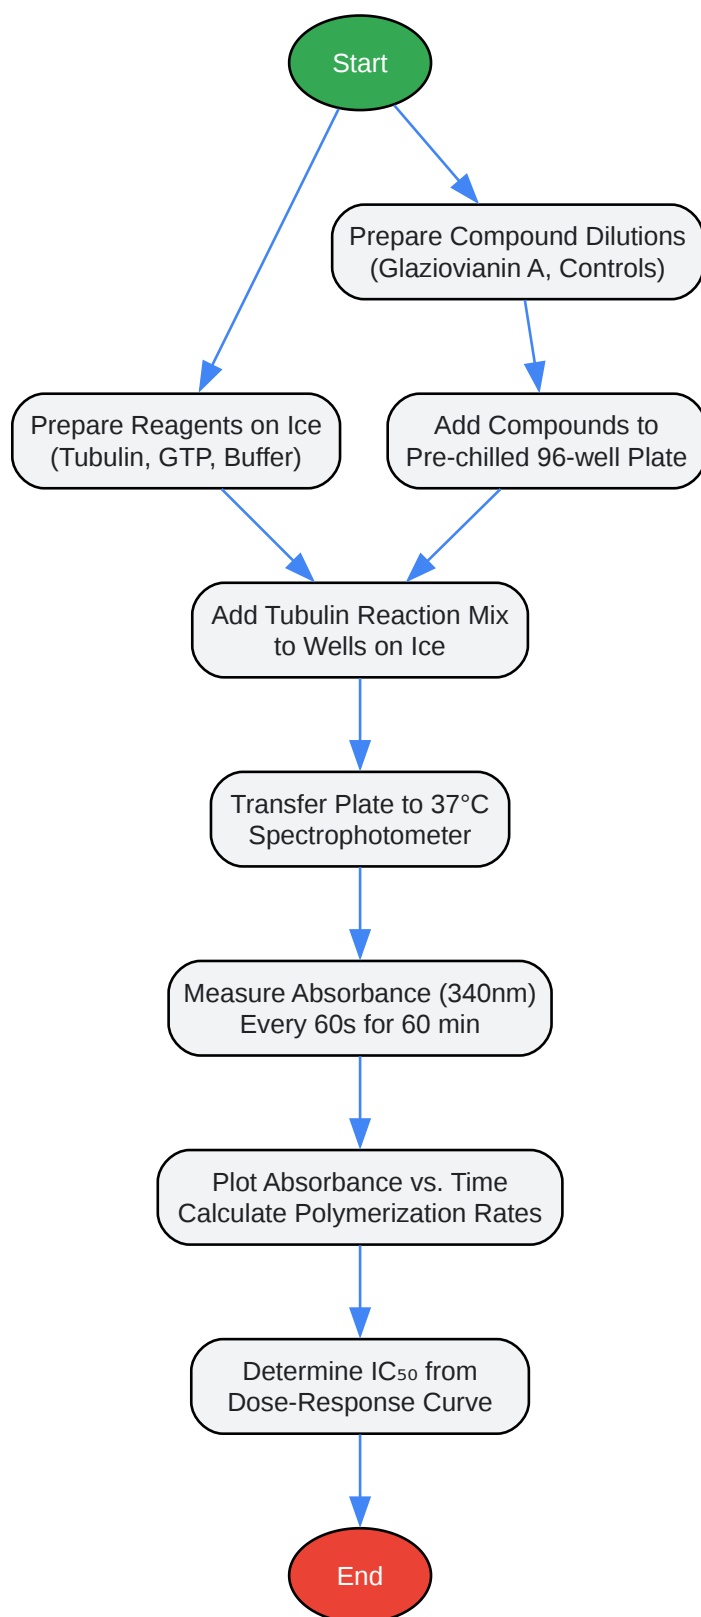 Start
Prepare Compound Dilutions
(Glaziovianin A, Controls)
Prepare Reagents on Ice
(Tubulin, GTP, Buffer)
Add Compounds to
Pre-chilled 96-well Plate
Add Tubulin Reaction Mix
to Wells on Ice
Transfer Plate to 37°C
Spectrophotometer
Measure Absorbance (340nm)
Every 60s for 60 min
Plot Absorbance vs. Time
Calculate Polymerization Rates
Determine IC₅₀ from
Dose-Response Curve
End